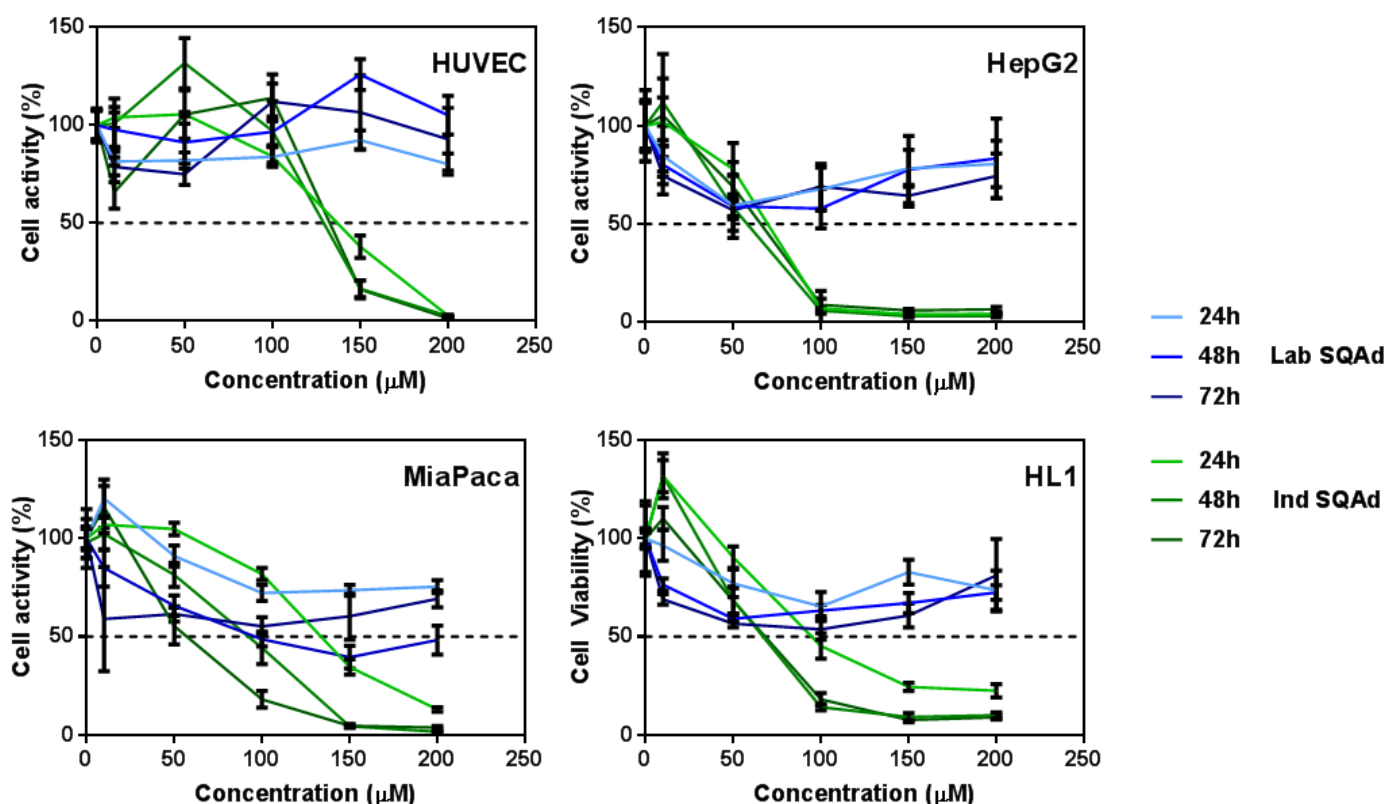 HUVEC
Cell activity (%)
150
100
50
0
0 50 100 150 200 250
Concentration (μM)
HepG2
Cell activity (%)
150
100
50
0
0 50 100 150 200 250
Concentration (μM)
MiaPaca
Cell activity (%)
150
100
50
0
0 50 100 150 200 250
Concentration (μM)
HL1
Cell Viability (%)
150
100
50
0
0 50 100 150 200 250
Concentration (μM)
24h
48h Lab SQAd
72h
24h
48h Ind SQAd
72h